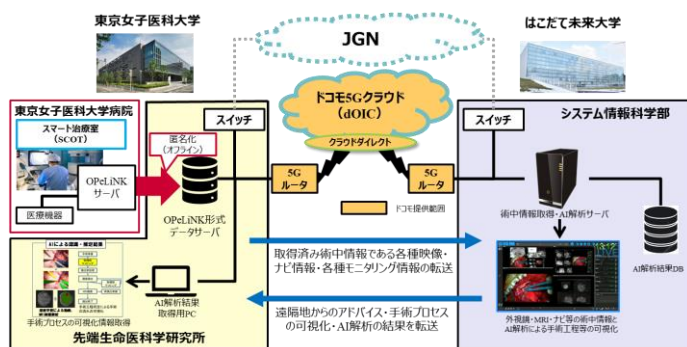 東京女子医科大学
はこだて未来大学
JGN
ドコモ5Gクラウド
(dOIC)
クラウドダイレクト
東京女子医科大学病院
スマート治療室
(SCOT)
匿名化
(オフライン)
スイッチ
スイッチ
システム情報科学部
OPeLiNK
サーバ
医療機器
5G
ルータ
5G
ルータ
ドコモ提供範囲
OPeLiNK形式
データサーバ
術中情報取得・AI解析サーバ
取得済み術中情報である各種映像・
ナビ情報・各種モニタリング情報の転送
AIによる認識・推定結果
AI解析結果
取得用PC
手術プロセスの可視化情報取得
先端生命医科学研究所
遠隔地からのアドバイス・手術プロセス
の可視化・AI解析の結果を転送
AI解析結果DB
外視鏡・MRI・ナビ等の術中情報と
AI解析による手術工程等の可視化